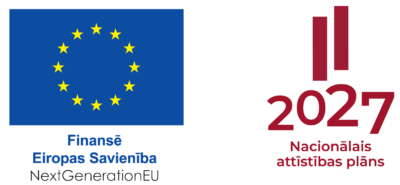 Finansē
Eiropas Savienība
NextGenerationEU
2027
Nacionālais
attīstības plāns